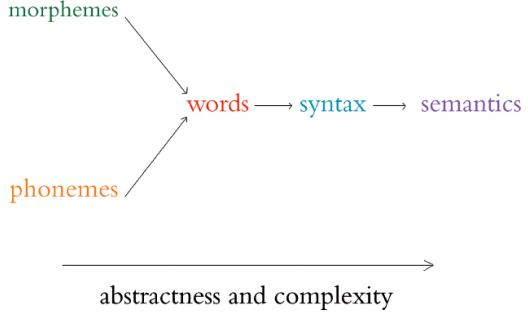 morphemes
words
syntax
semantics
phonemes
abstractness and complexity